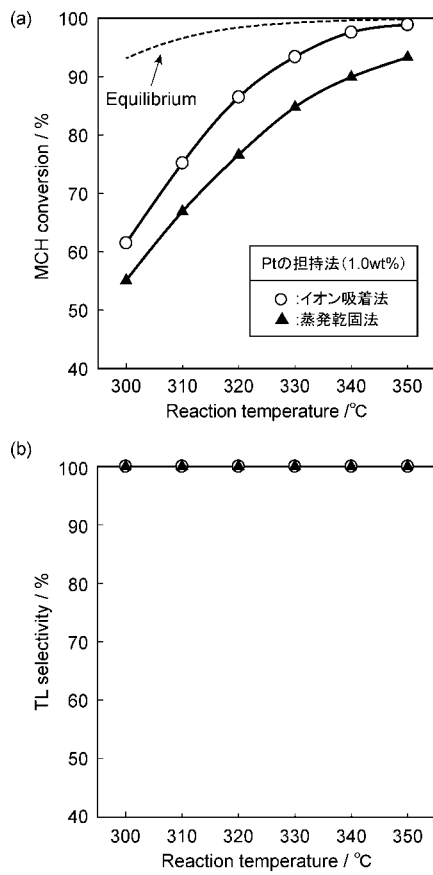 (a)
100
90
80
70
60
50
40
MCH conversion / %
Equilibrium
Ptの担持法(1.0wt%)
○:イオン吸着法
▲:蒸発乾固法
300 310 320 330 340 350
Reaction temperature /℃
(b)
100
90
80
70
60
50
40
TL selectivity / %
300 310 320 330 340 350
Reaction temperature / ℃